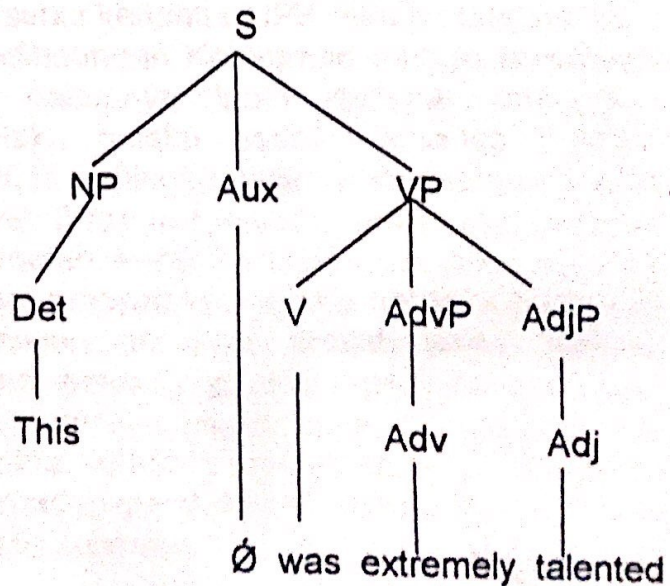 S
NP Aux VP
Det V AdvP AdjP
This Adv Adj
Ø was extremely talented